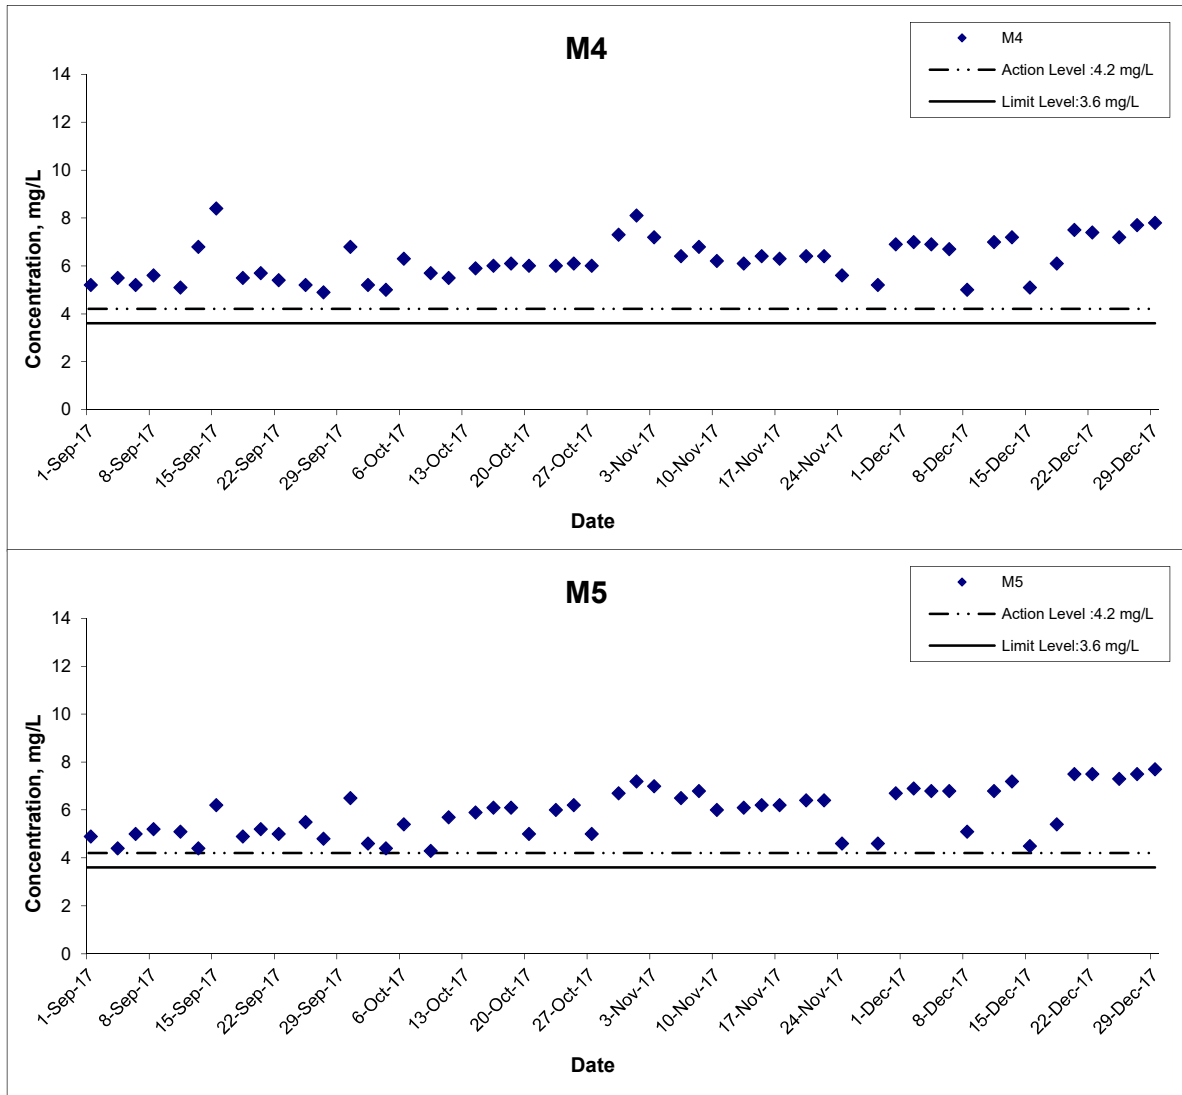 M4
M4
Action Level :4.2 mg/L
Limit Level:3.6 mg/L
Concentration, mg/L
14
12
10
8
6
4
2
0
1-Sep-17
8-Sep-17
15-Sep-17
22-Sep-17
29-Sep-17
6-Oct-17
13-Oct-17
20-Oct-17
27-Oct-17
3-Nov-17
10-Nov-17
17-Nov-17
24-Nov-17
1-Dec-17
8-Dec-17
15-Dec-17
22-Dec-17
29-Dec-17
Date
M5
M5
Action Level :4.2 mg/L
Limit Level:3.6 mg/L
Concentration, mg/L
14
12
10
8
6
4
2
0
1-Sep-17
8-Sep-17
15-Sep-17
22-Sep-17
29-Sep-17
6-Oct-17
13-Oct-17
20-Oct-17
27-Oct-17
3-Nov-17
10-Nov-17
17-Nov-17
24-Nov-17
1-Dec-17
8-Dec-17
15-Dec-17
22-Dec-17
29-Dec-17
Date